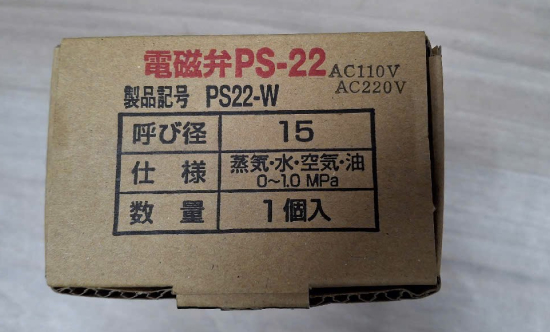 電磁弁PS-22 AC110V
AC220V
製品記号 PS22-W
呼び径 15
仕様 蒸気・水・空気・油
0～1.0 MPa
数量 1個入